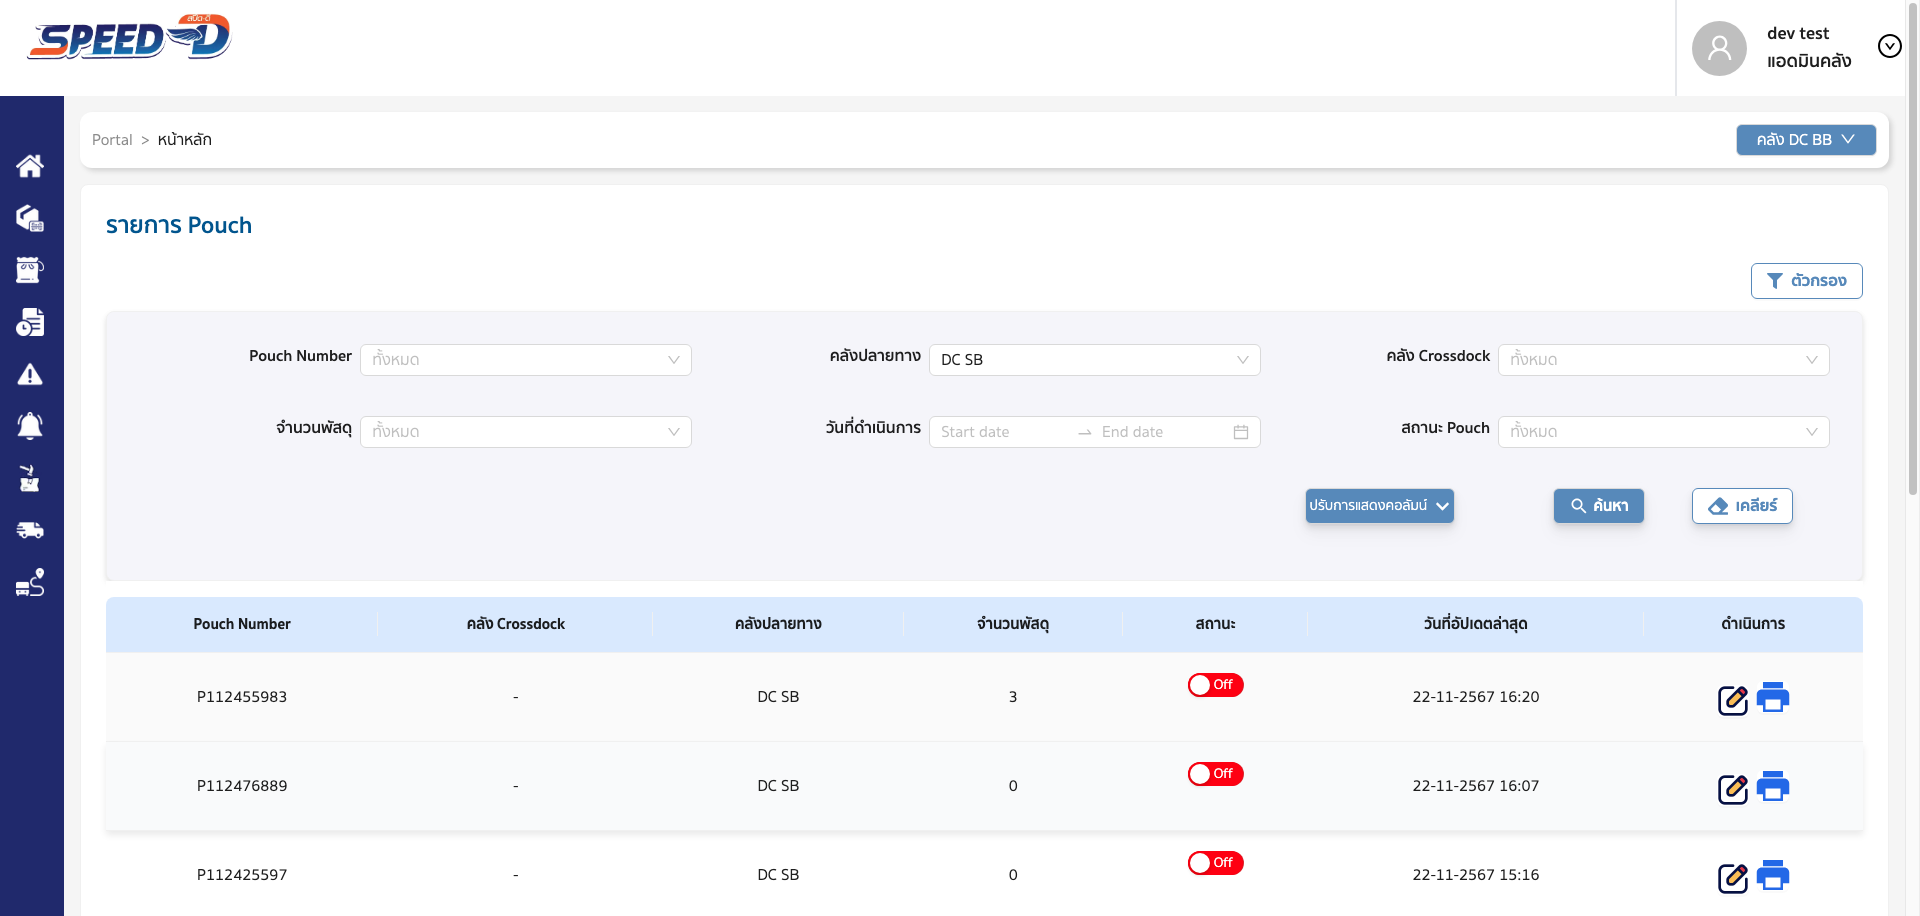 สปีด-ดี
SPEED-D
dev test
แอดมินคลัง
Portal > หน้าหลัก
คลัง DC BB
รายการ Pouch
ตัวกรอง
Pouch Number ทั้งหมด คลังปลายทาง DC SB คลัง Crossdock ทั้งหมด
จำนวนพัสดุ ทั้งหมด วันที่ดำเนินการ Start date → End date สถานะ Pouch ทั้งหมด
ปรับการแสดงคอลัมน์ ค้นหา เคลียร์
Pouch Number คลัง Crossdock คลังปลายทาง จำนวนพัสดุ สถานะ วันที่อัปเดตล่าสุด ดำเนินการ
P112455983 - DC SB 3 Off 22-11-2567 16:20
P112476889 - DC SB 0 Off 22-11-2567 16:07
P112425597 - DC SB 0 Off 22-11-2567 15:16